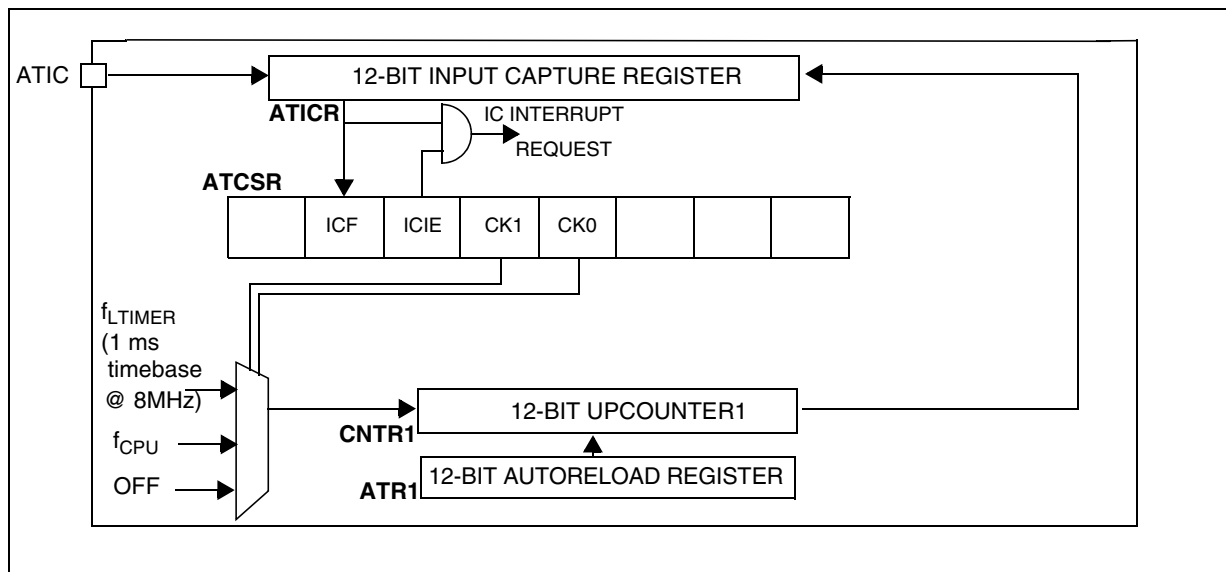 ATIC
12-BIT INPUT CAPTURE REGISTER
ATICR
IC INTERRUPT
REQUEST
ATCSR
ICF
ICIE
CK1
CK0
fLTIMER
(1 ms
timebase
@ 8MHz)
fCPU
OFF
12-BIT UPCOUNTER1
CNTR1
12-BIT AUTORELOAD REGISTER
ATR1